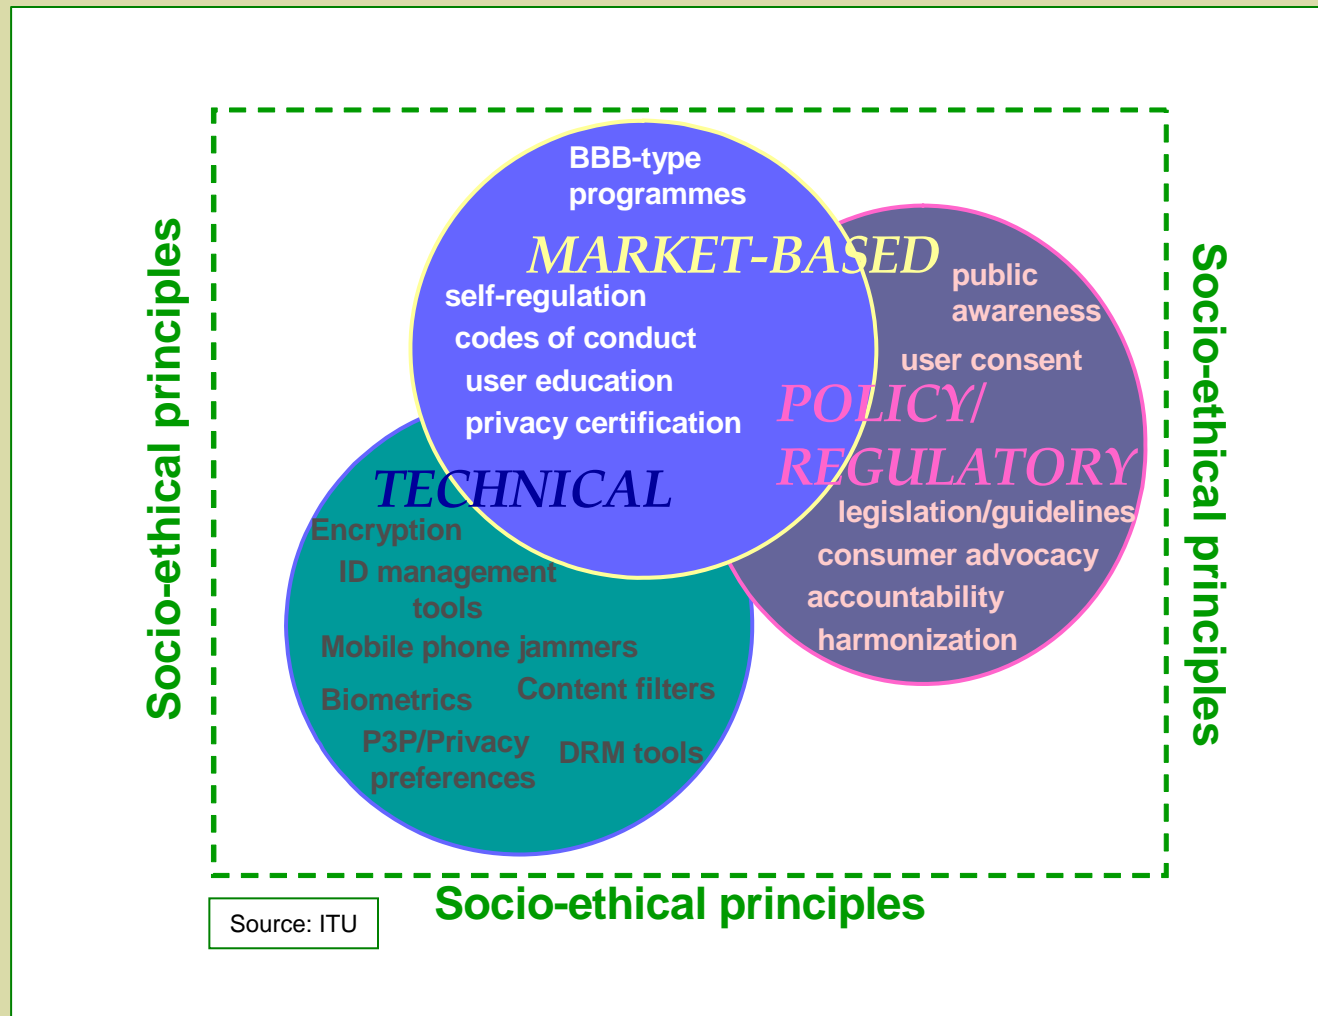 BBB-type
programmes
MARKET-BASED
self-regulation
codes of conduct
user education
privacy certification
public
awareness
user consent
POLICY/
REGULATORY
legislation/guidelines
consumer advocacy
accountability
harmonization
TECHNICAL
Encryption
ID management
tools
Mobile phone jammers
Biometrics
Content filters
P3P/Privacy
preferences
DRM tools
Socio-ethical principles
Socio-ethical principles
Socio-ethical principles
Source: ITU